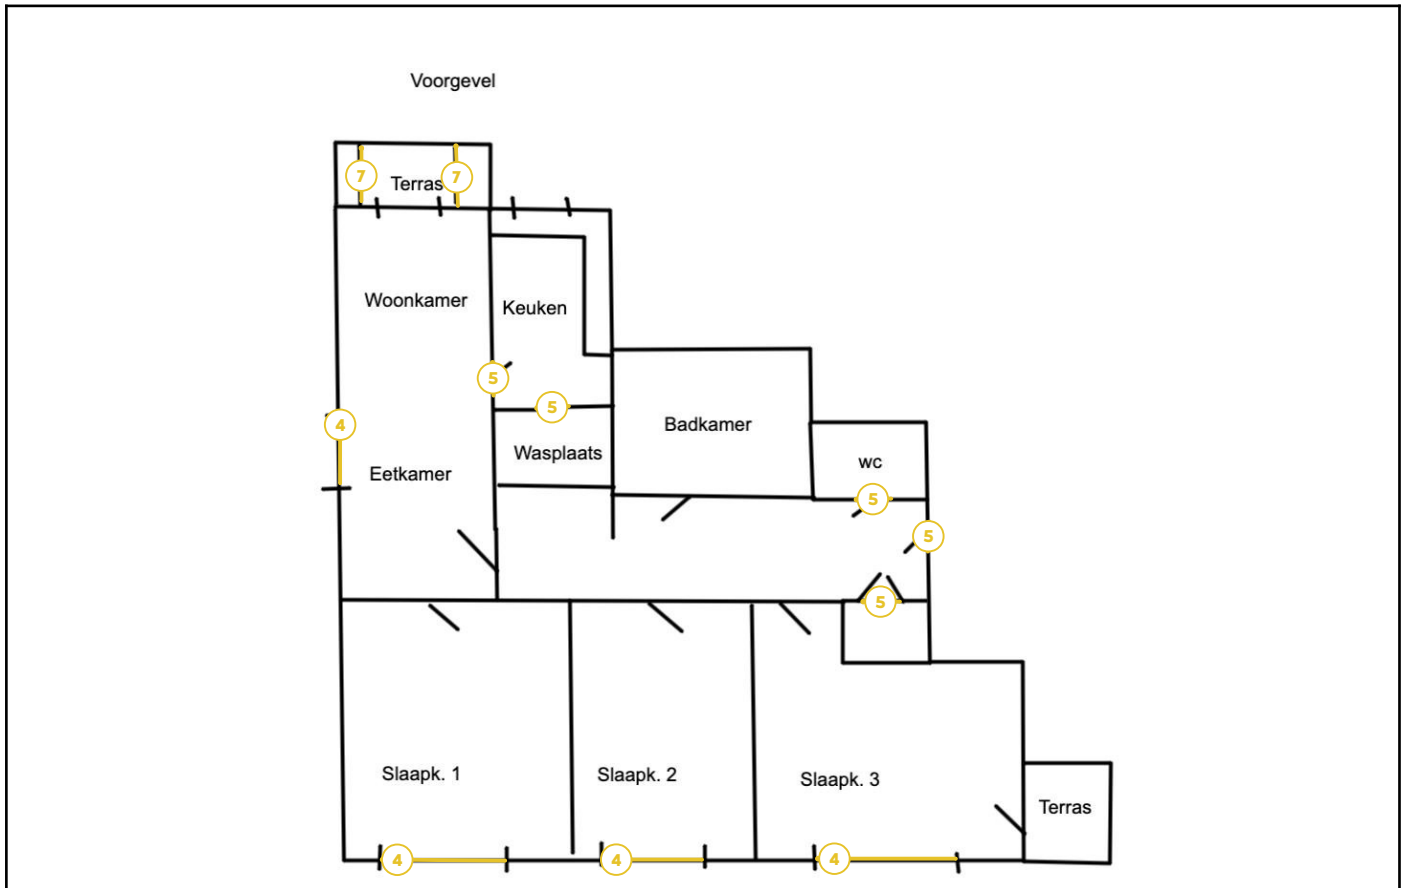 Voorgevel
7
Terras
7
Woonkamer
Keuken
5
5
4
Badkamer
Wasplaats
wc
Eetkamer
5
5
5
Slaapk. 1
Slaapk. 2
Slaapk. 3
Terras
4
4
4